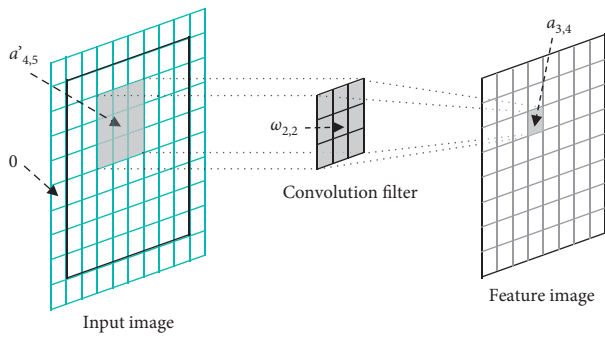 a'4,5
a3,4
ω2,2
0
Convolution filter
Feature image
Input image